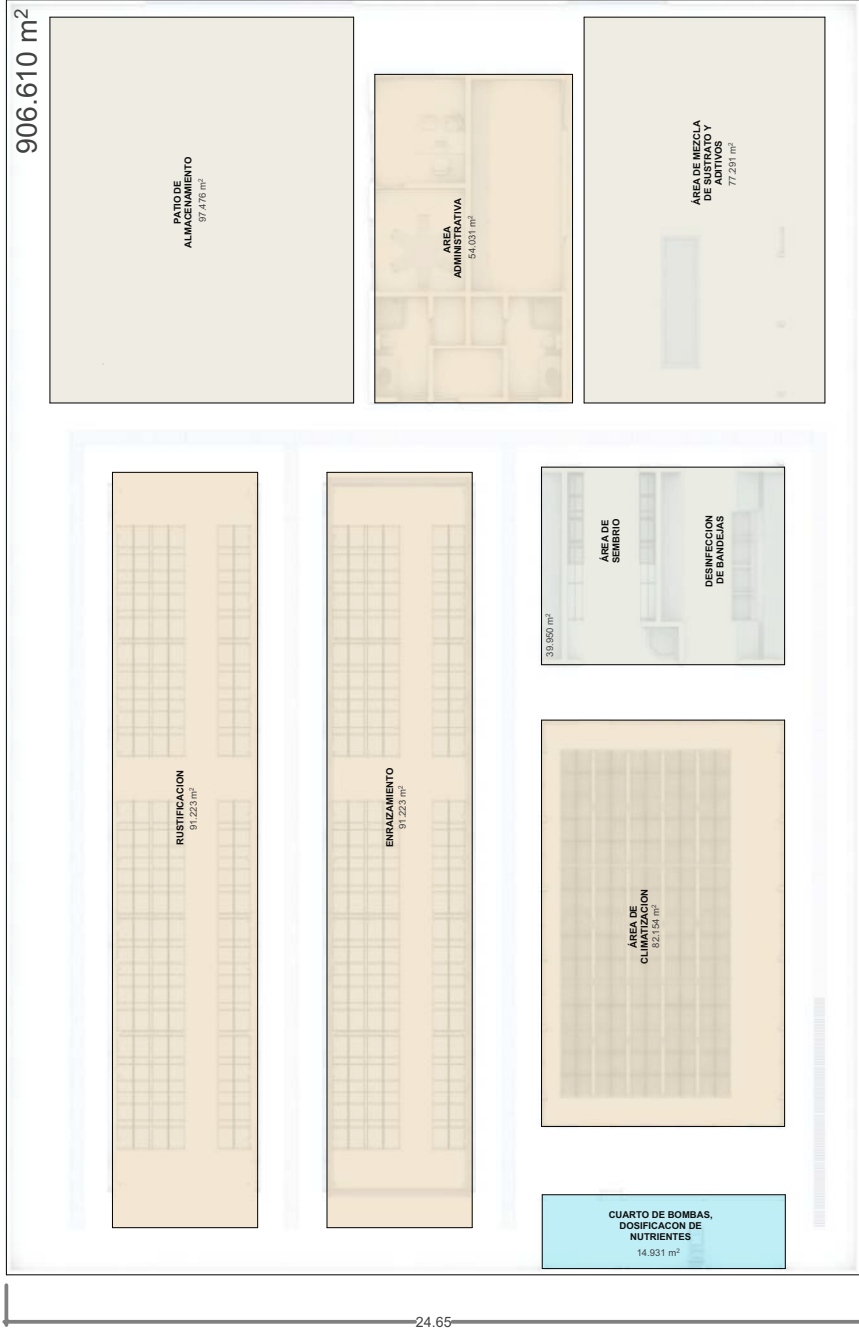 906.610 m²
PATIO DE
ALMACENAMIENTO
97.476 m²
AREA
ADMINISTRATIVA
54.031 m²
ÁREA DE MEZCLA
DE SUSTRATO Y
ADITIVOS
77.291 m²
RUSTIFICACION
91.223 m²
ENRAIZAMIENTO
91.223 m²
39.950 m²
ÁREA DE
SEMBRIO
DESINFECCION
DE BANDEJAS
ÁREA DE
CLIMATIZACION
82.154 m²
CUARTO DE BOMBAS,
DOSIFICACON DE
NUTRIENTES
14.931 m²
24.65